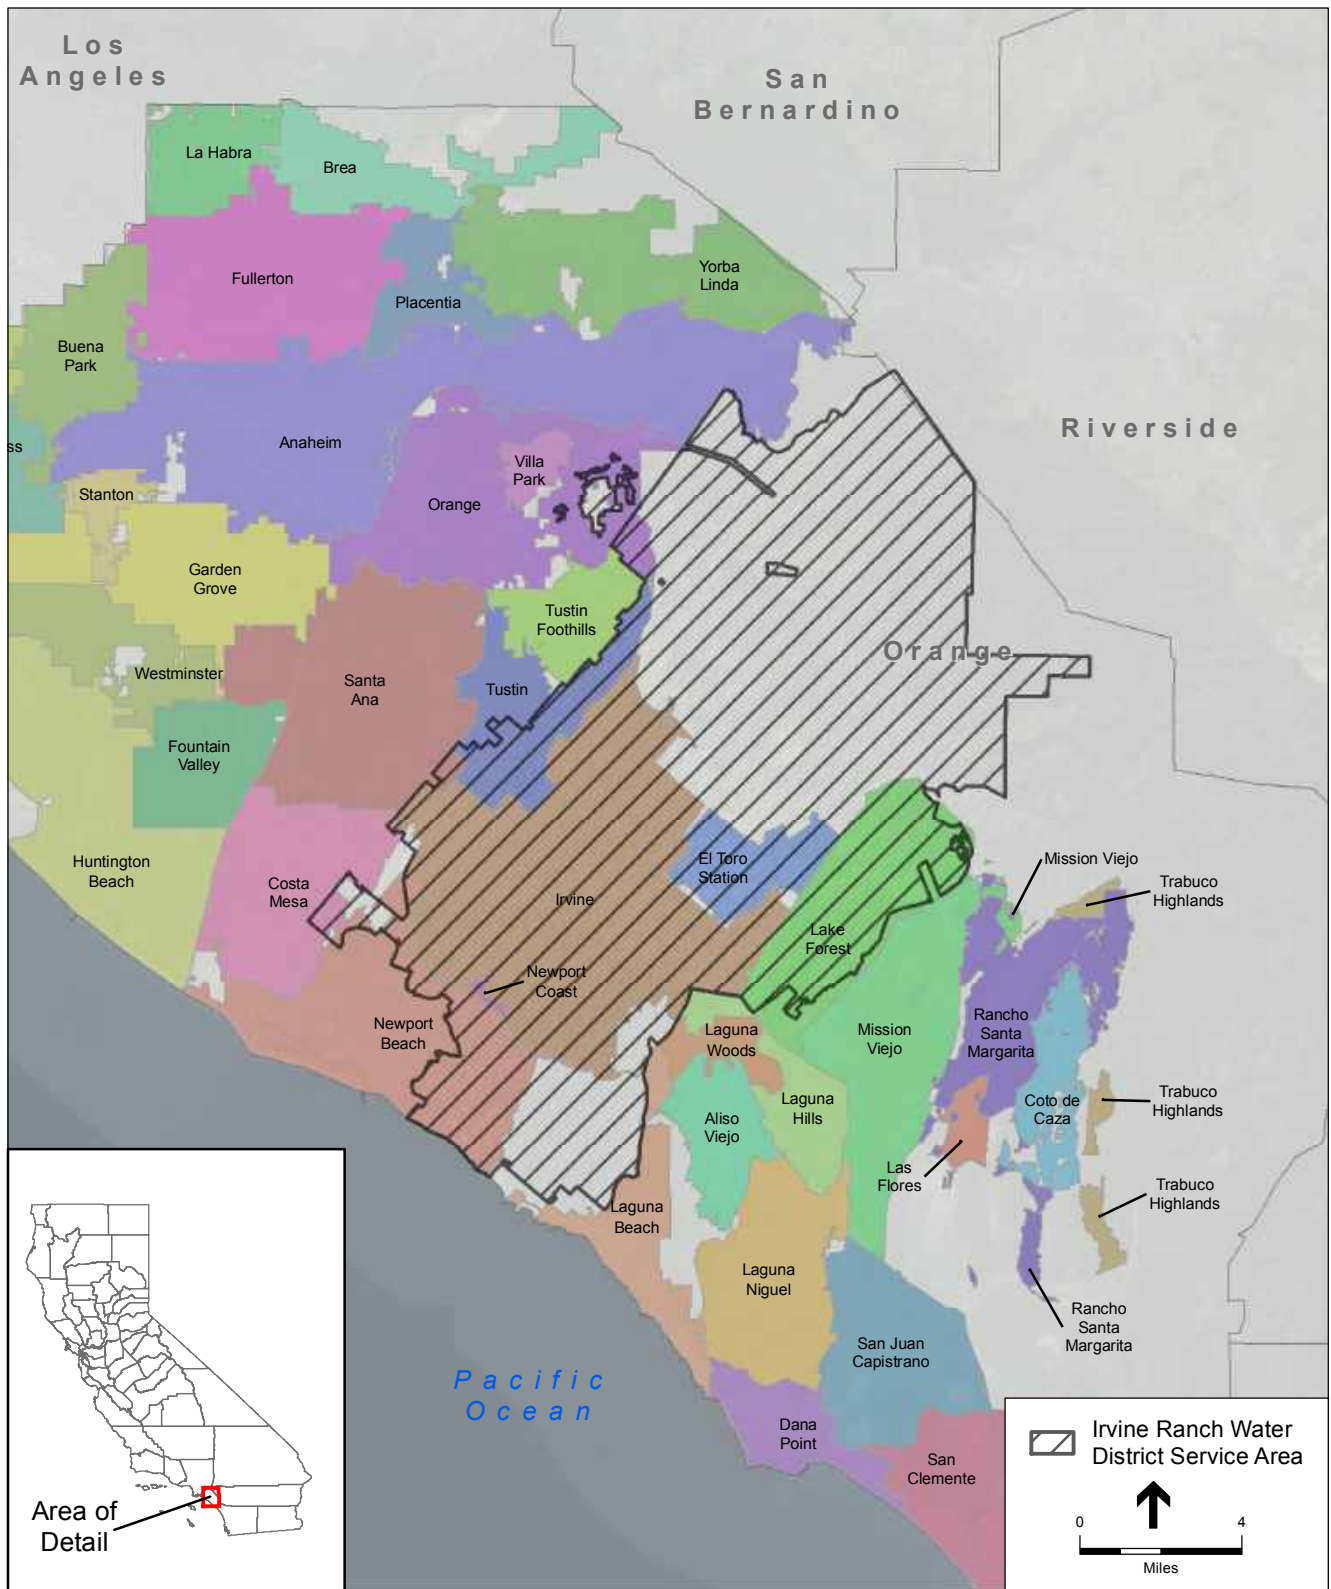 Los
Angeles
San
Bernardino
La Habra
Brea
Fullerton
Yorba
Linda
Placentia
Buena
Park
Riverside
Anaheim
ss
Villa
Park
Stanton
Orange
Garden
Grove
Tustin
Foothills
Orange
Westminster
Santa
Ana
Tustin
Fountain
Valley
Huntington
Beach
El Toro
Station
Mission Viejo
Trabuco
Highlands
Costa
Mesa
Irvine
Lake
Forest
Newport
Coast
Newport
Beach
Laguna
Woods
Mission
Viejo
Rancho
Santa
Margarita
Laguna
Hills
Coto de
Caza
Trabuco
Highlands
Aliso
Viejo
Las
Flores
Trabuco
Highlands
Laguna
Beach
Laguna
Niguel
Rancho
Santa
Margarita
San Juan
Capistrano
Pacific
Ocean
Dana
Point
San
Clemente
Area of
Detail
Irvine Ranch Water
District Service Area
0 4
Miles